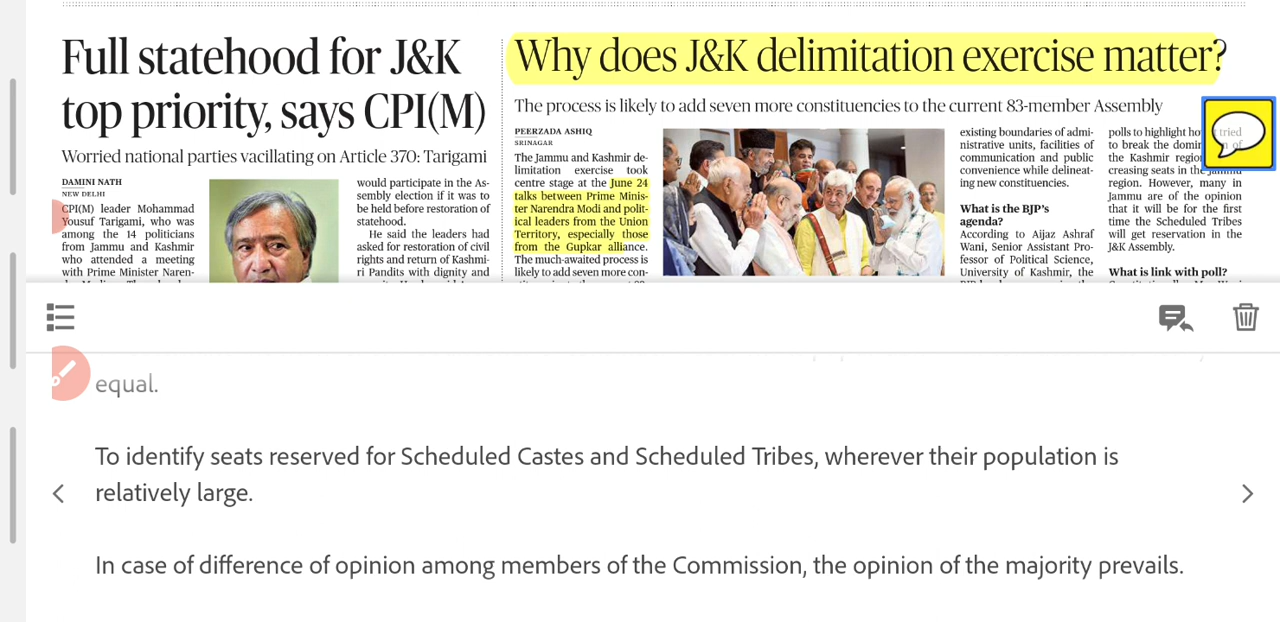 Full statehood for J&K
top priority, says CPI(M)
Worried national parties vacillating on Article 370: Tarigami
DAMINI NATH
NEW DELHI
CPI(M) leader Mohammad
Yousuf Tarigami, who was
among the 14 politicians
from Jammu and Kashmir
who attended a meeting
with Prime Minister Naren-
would participate in the As-
sembly election if it was to
be held before restoration of
statehood.
He said the leaders had
asked for restoration of civil
rights and return of Kashmi-
ri Pandits with dignity and
Why does J&K delimitation exercise matter?
The process is likely to add seven more constituencies to the current 83-member Assembly
PEERZADA ASHIQ
SRINAGAR
The Jammu and Kashmir de-
limitation exercise took
centre stage at the June 24
talks between Prime Minis-
ter Narendra Modi and polit-
ical leaders from the Union
Territory, especially those
from the Gupkar alliance.
The much-awaited process is
likely to add seven more con-
existing boundaries of admi-
nistrative units, facilities of
communication and public
convenience while delineat-
ing new constituencies.
What is the BJP's
agenda?
According to Aijaz Ashraf
Wani, Senior Assistant Pro-
fessor of Political Science,
University of Kashmir, the
polls to highlight tried
to break the of
the Kashmir
creasing seats in the Jammu
region. However, many in
Jammu are of the opinion
that it will be for the first
time the Scheduled Tribes
will get reservation in the
J&K Assembly.
What is link with poll?
equal.
To identify seats reserved for Scheduled Castes and Scheduled Tribes, wherever their population is
relatively large.
In case of difference of opinion among members of the Commission, the opinion of the majority prevails.